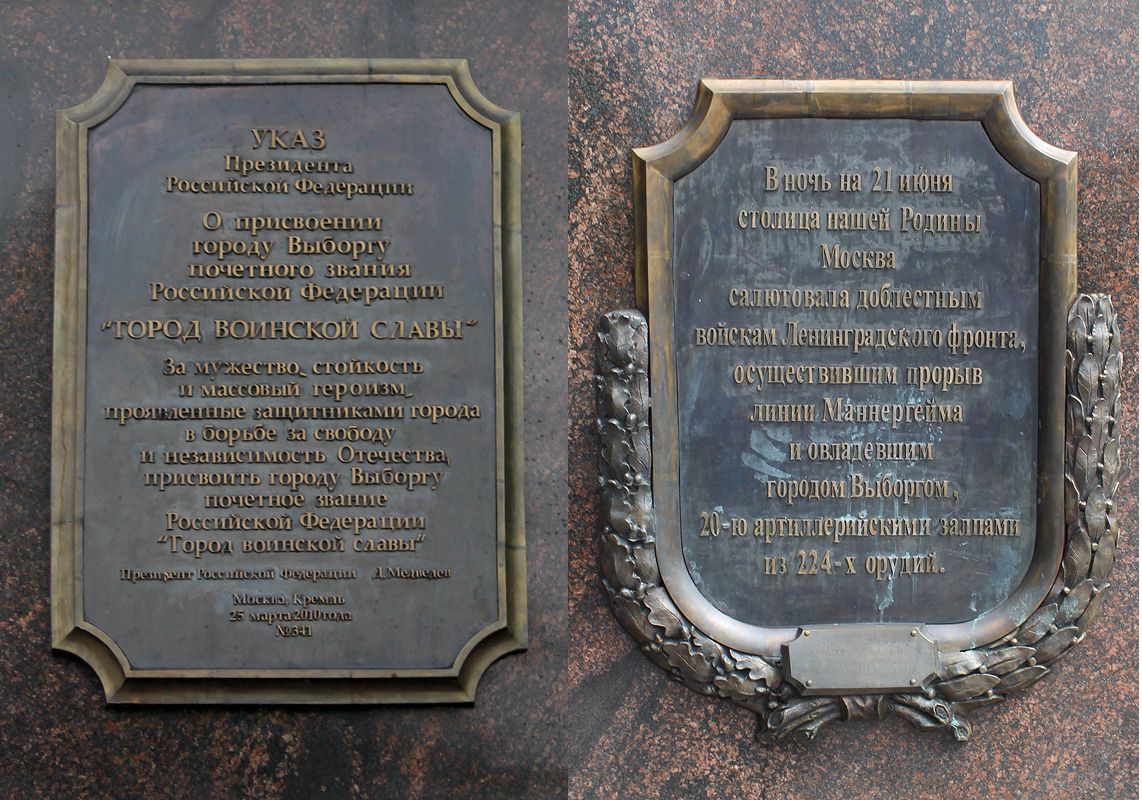 УКАЗ
Президента
Российской Федерации
О присвоении
городу Выборгу
почетного звания
Российской Федерации
"ГОРОД ВОИНСКОЙ СЛАВЫ"
За мужество, стойкость
и массовый героизм,
проявленные защитниками города
в борьбе за свободу
и независимость Отечества,
присвоить городу Выборгу
почетное звание
Российской Федерации
"Город воинской славы"
Президент Российской Федерации Д.Медведев
Москва, Кремль
25 марта 2010 года
№341
В ночь на 21 июня
столица нашей Родины
Москва
салютовала доблестным
войскам Ленинградского фронта,
осуществившим прорыв
линии Маннергейма
и овладевшим
городом Выборгом,
20-ю артиллерийскими залпами
из 224-х орудий.